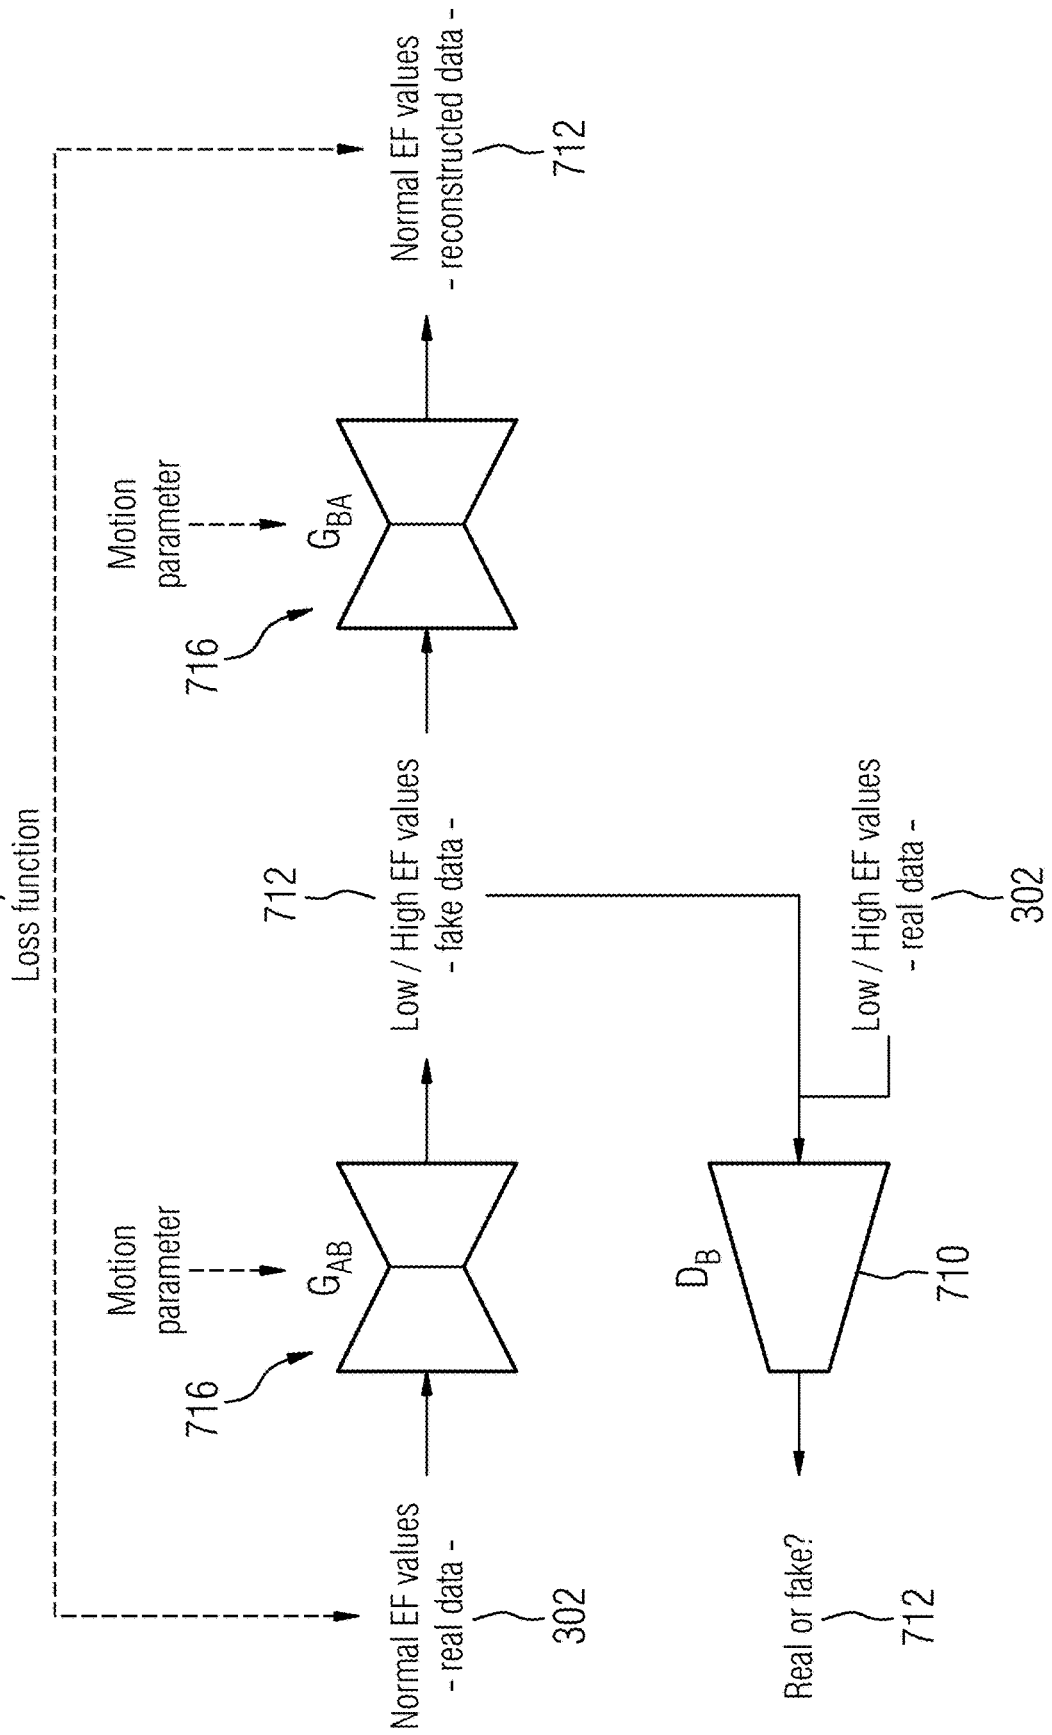 Loss function
Motion
parameter
Motion
parameter
716
G_AB
716
G_BA
712
Normal EF values
- real data -
302
Low / High EF values
- fake data -
Normal EF values
- reconstructed data -
712
D_B
710
Real or fake?
712
Low / High EF values
- real data -
302